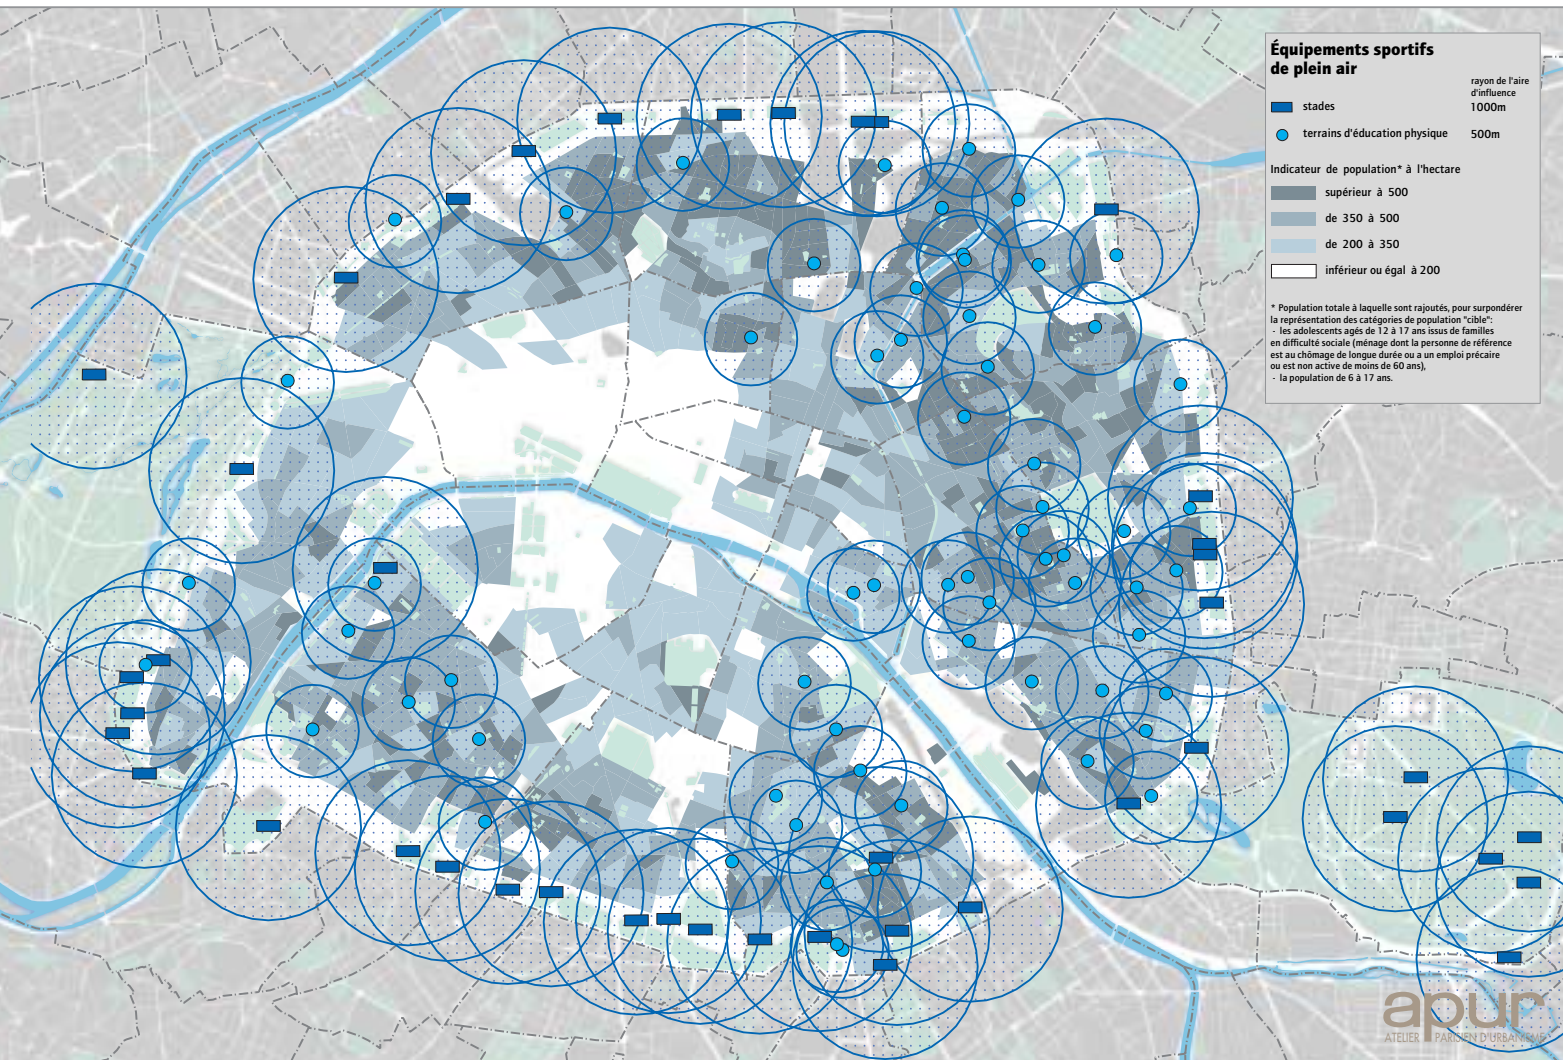 Équipements sportifs
de plein air
rayon de l'aire
d'influence
stades 1000m
terrains d'éducation physique 500m
Indicateur de population* à l'hectare
supérieur à 500
de 350 à 500
de 200 à 350
inférieur ou égal à 200
* Population totale à laquelle sont rajoutés, pour surpondérer
la représentation des catégories de population "cible":
- les adolescents agés de 12 à 17 ans issus de familles
en difficulté sociale (ménage dont la personne de référence
est au chômage de longue durée ou a un emploi précaire
ou est non active de moins de 60 ans),
- la population de 6 à 17 ans.
apur
ATELIER PARISIEN D'URBANISME